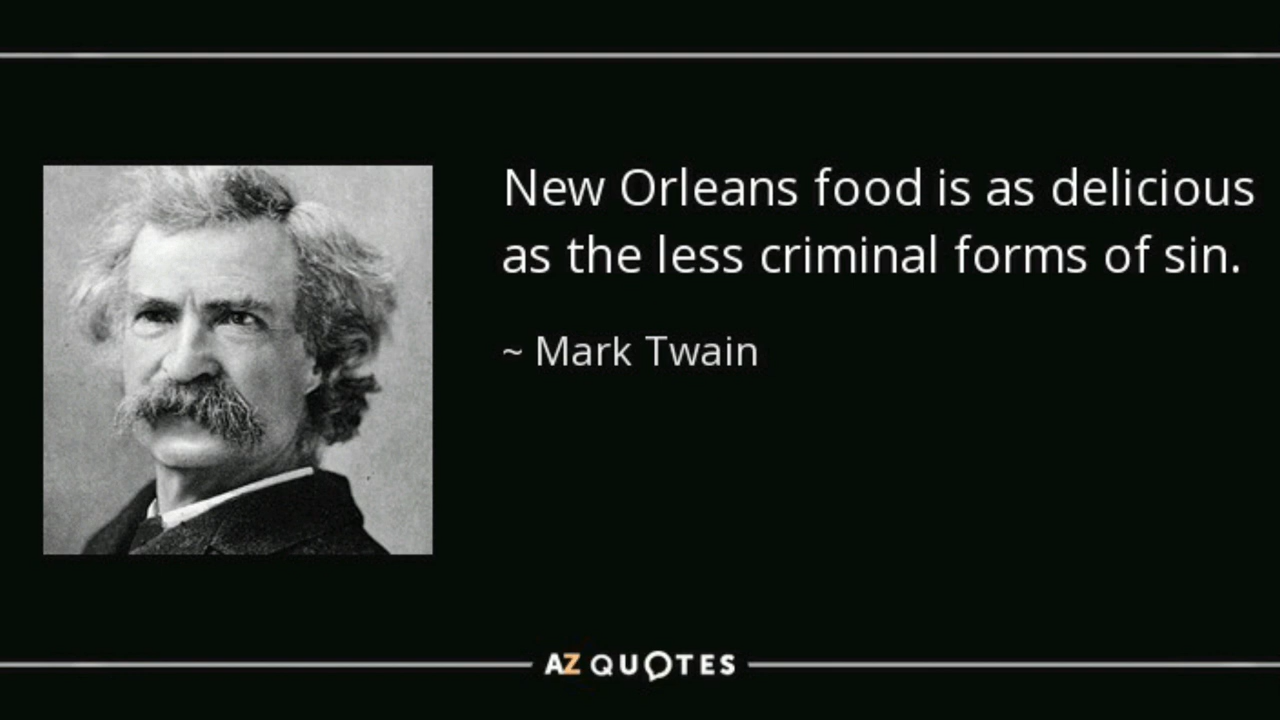 New Orleans food is as delicious
as the less criminal forms of sin.
~ Mark Twain
AZ QUOTES